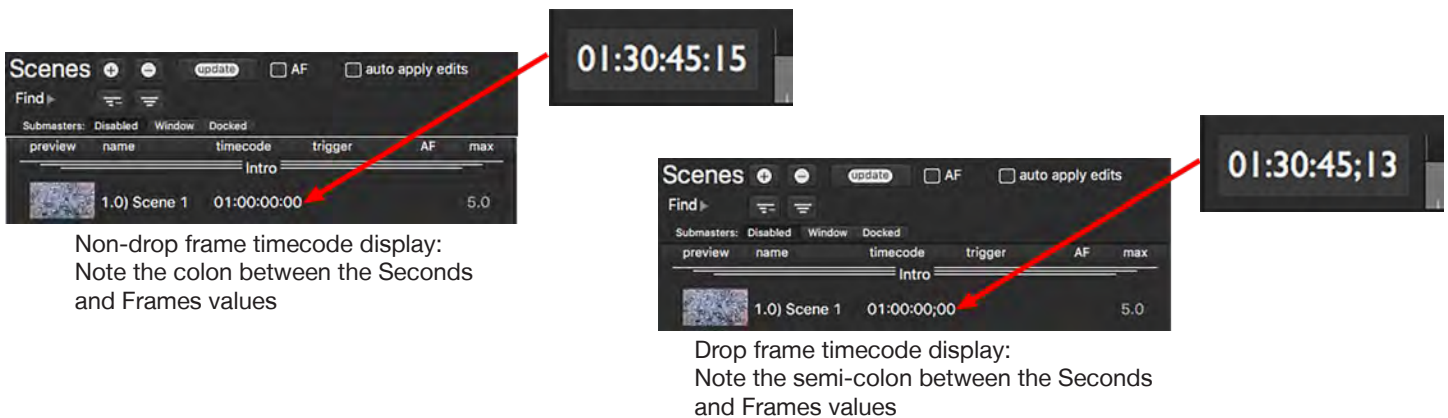 01:30:45:15
Scenes update AF auto apply edits
Find
Submasters: Disabled Window Docked
preview name timecode trigger AF max
Intro
1.0) Scene 1 01:00:00:00 5.0
Non-drop frame timecode display:
Note the colon between the Seconds
and Frames values
01:30:45;13
Scenes update AF auto apply edits
Find
Submasters: Disabled Window Docked
preview name timecode trigger AF max
Intro
1.0) Scene 1 01:00:00;00 5.0
Drop frame timecode display:
Note the semi-colon between the Seconds
and Frames values